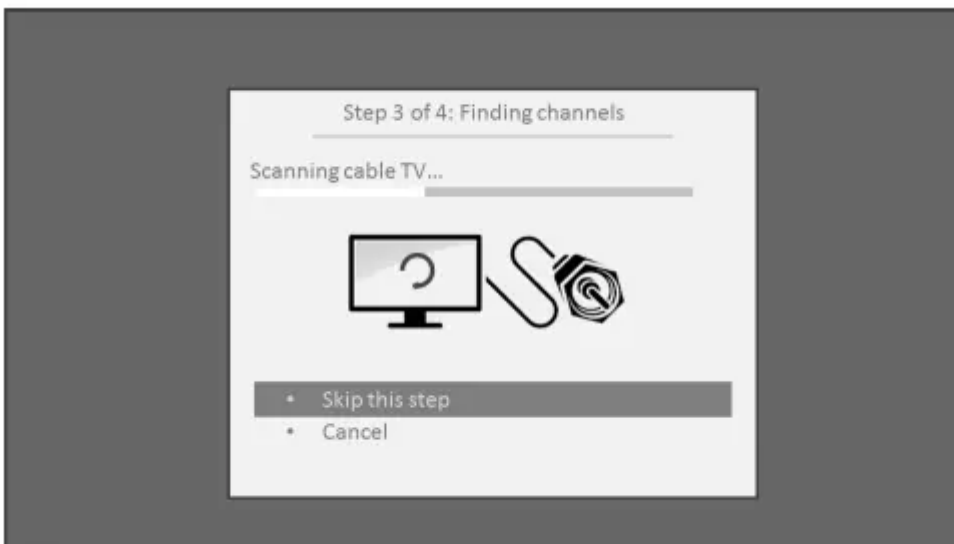 Step 3 of 4: Finding channels
Scanning cable TV...
• Skip this step
• Cancel